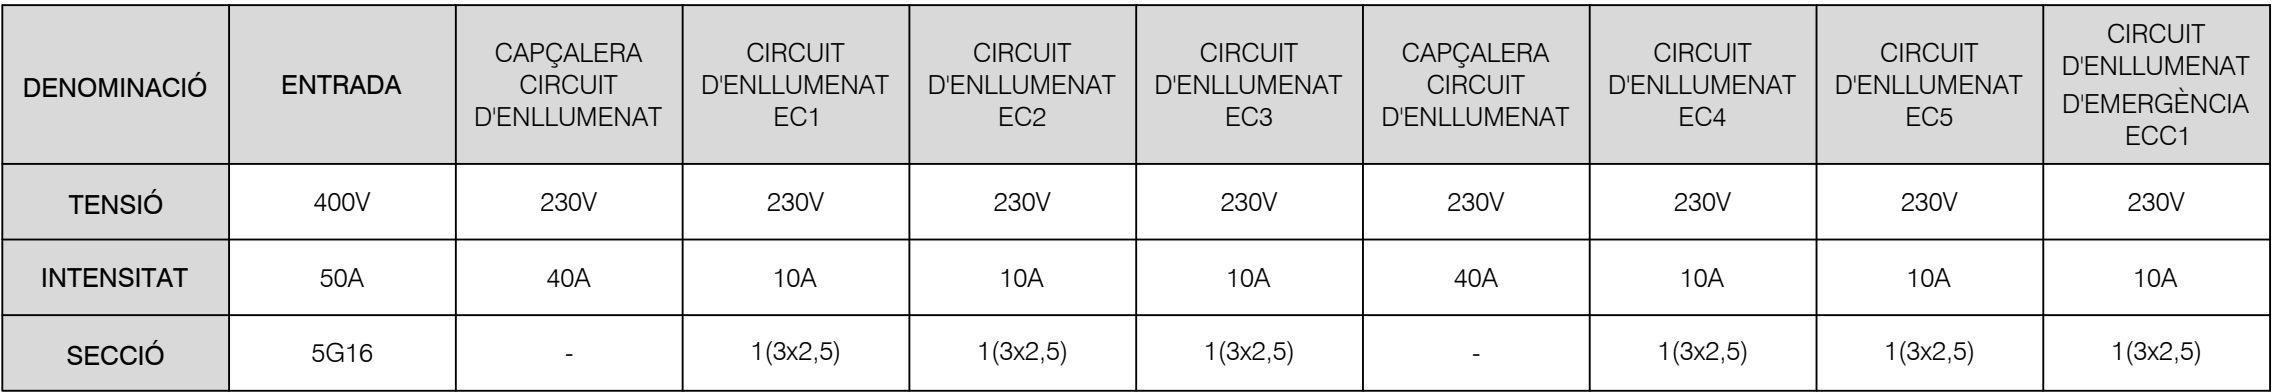 DENOMINACIÓ
ENTRADA
CAPÇALERA
CIRCUIT
D'ENLLUMENAT
CIRCUIT
D'ENLLUMENAT
EC1
CIRCUIT
D'ENLLUMENAT
EC2
CIRCUIT
D'ENLLUMENAT
EC3
CAPÇALERA
CIRCUIT
D'ENLLUMENAT
CIRCUIT
D'ENLLUMENAT
EC4
CIRCUIT
D'ENLLUMENAT
EC5
CIRCUIT
D'ENLLUMENAT
D'EMERGÈNCIA
ECC1
TENSIÓ 400V 230V 230V 230V 230V 230V 230V 230V 230V
INTENSITAT 50A 40A 10A 10A 10A 40A 10A 10A 10A
SECCIÓ 5G16 - 1(3x2,5) 1(3x2,5) 1(3x2,5) - 1(3x2,5) 1(3x2,5) 1(3x2,5)